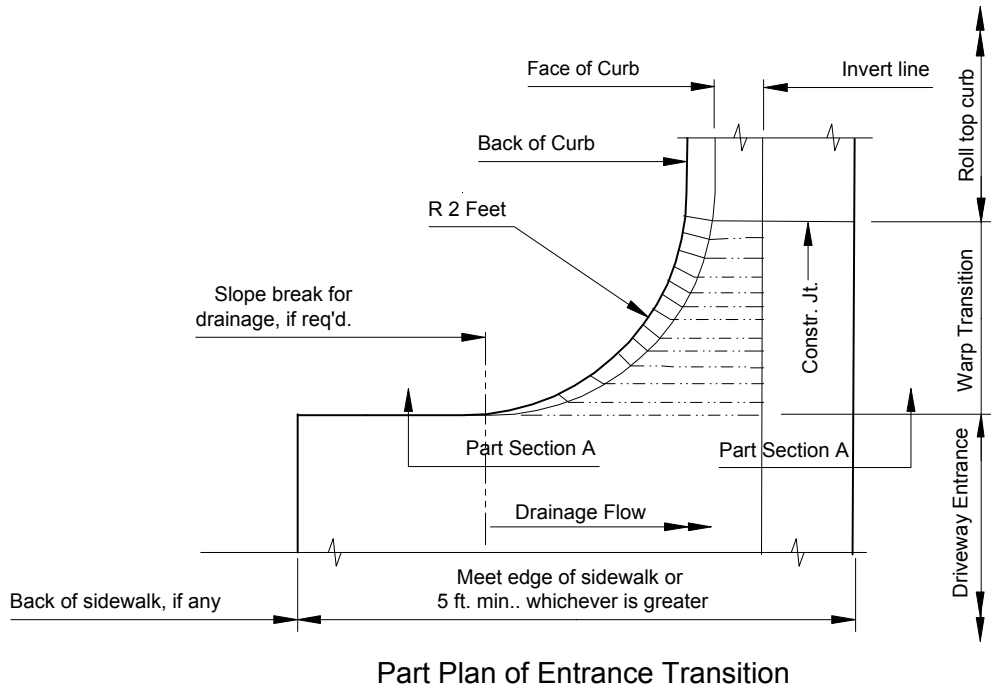 Face of Curb
Invert line
Roll top curb
Back of Curb
R 2 Feet
Slope break for
drainage, if req'd.
Constr. Jt.
Warp Transition
Part Section A
Part Section A
Drainage Flow
Driveway Entrance
Meet edge of sidewalk or
5 ft. min.. whichever is greater
Back of sidewalk, if any
Part Plan of Entrance Transition